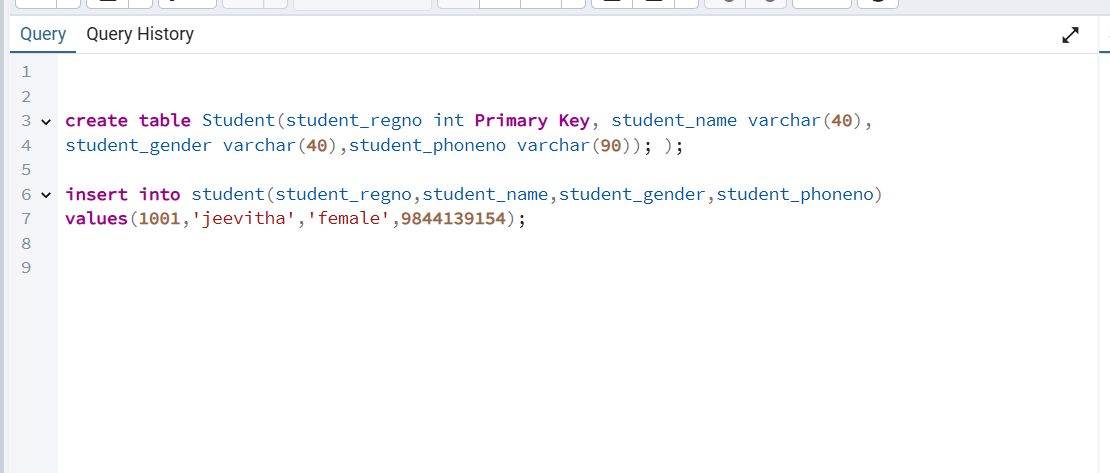 Query Query History
1
2
3 create table Student(student_regno int Primary Key, student_name varchar(40),
4 student_gender varchar(40),student_phoneno varchar(90)); );
5
6 insert into student(student_regno,student_name,student_gender,student_phoneno)
7 values(1001,'jeevitha','female',9844139154);
8
9